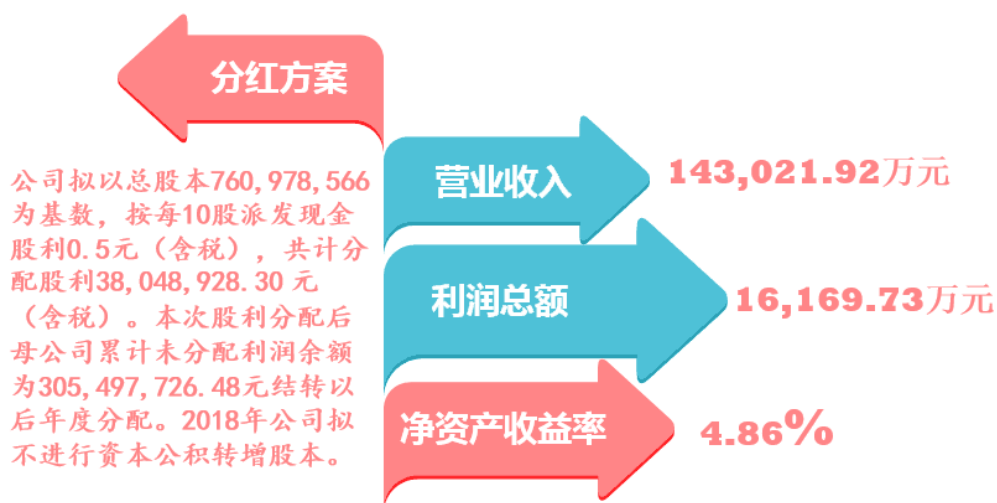 分红方案
公司拟以总股本760,978,566
为基数，按每10股派发现金
股利0.5元（含税），共计分
配股利38,048,928.30 元
（含税）。本次股利分配后
母公司累计未分配利润余额
为305,497,726.48元结转以
后年度分配。2018年公司拟
不进行资本公积转增股本。
营业收入
143,021.92万元
利润总额
16,169.73万元
净资产收益率
4.86%